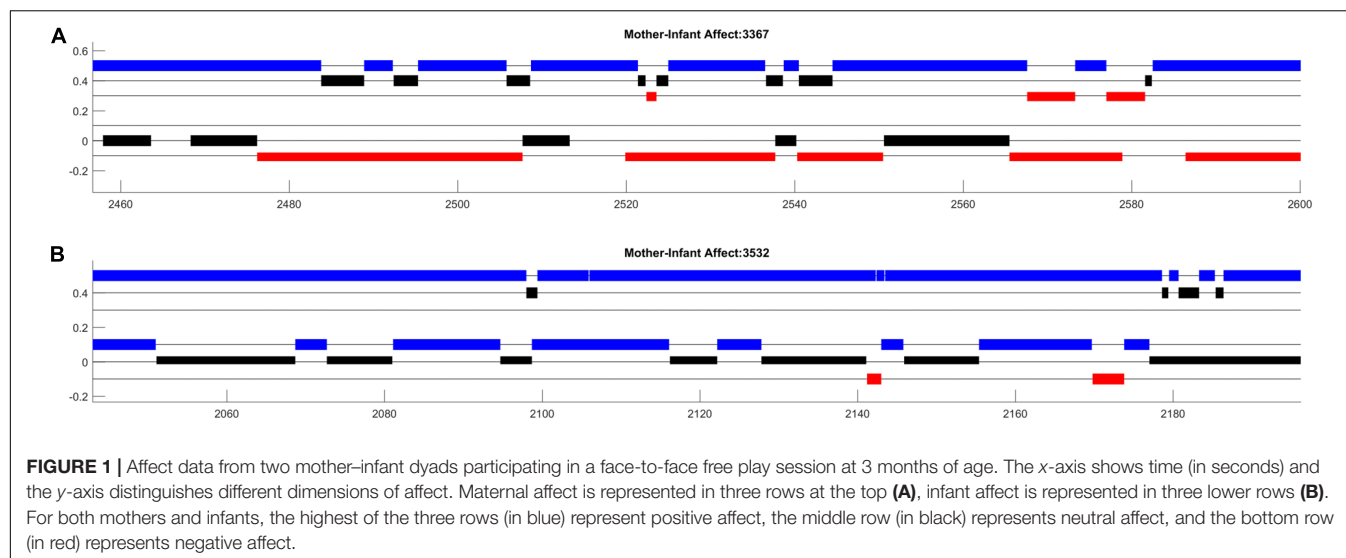 A
Mother-Infant Affect:3367
0.6
0.4
0.2
0
-0.2
2460 2480 2500 2520 2540 2560 2580 2600
B
Mother-Infant Affect:3532
0.4
0.2
0
-0.2
2060 2080 2100 2120 2140 2160 2180
FIGURE 1 | Affect data from two mother–infant dyads participating in a face-to-face free play session at 3 months of age. The x-axis shows time (in seconds) and
the y-axis distinguishes different dimensions of affect. Maternal affect is represented in three rows at the top (A), infant affect is represented in three lower rows (B).
For both mothers and infants, the highest of the three rows (in blue) represent positive affect, the middle row (in black) represents neutral affect, and the bottom row
(in red) represents negative affect.